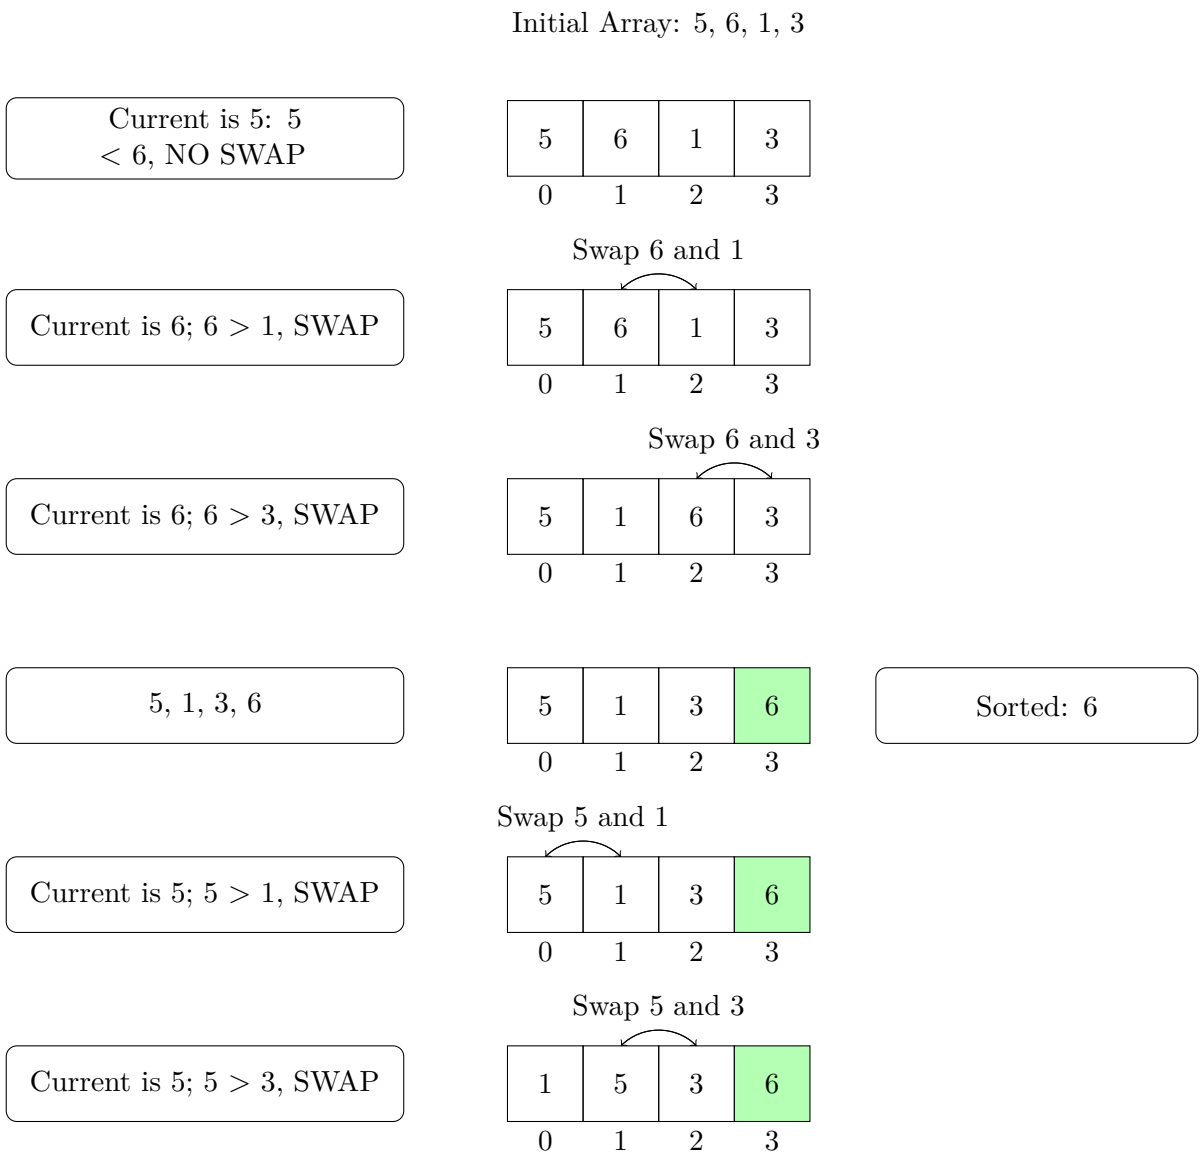 Initial Array: 5, 6, 1, 3
Current is 5: 5
< 6, NO SWAP
5 6 1 3
0 1 2 3
Swap 6 and 1
Current is 6; 6 > 1, SWAP
5 6 1 3
0 1 2 3
Swap 6 and 3
Current is 6; 6 > 3, SWAP
5 1 6 3
0 1 2 3
5, 1, 3, 6
5 1 3 6
Sorted: 6
0 1 2 3
Swap 5 and 1
Current is 5; 5 > 1, SWAP
5 1 3 6
0 1 2 3
Swap 5 and 3
Current is 5; 5 > 3, SWAP
1 5 3 6
0 1 2 3